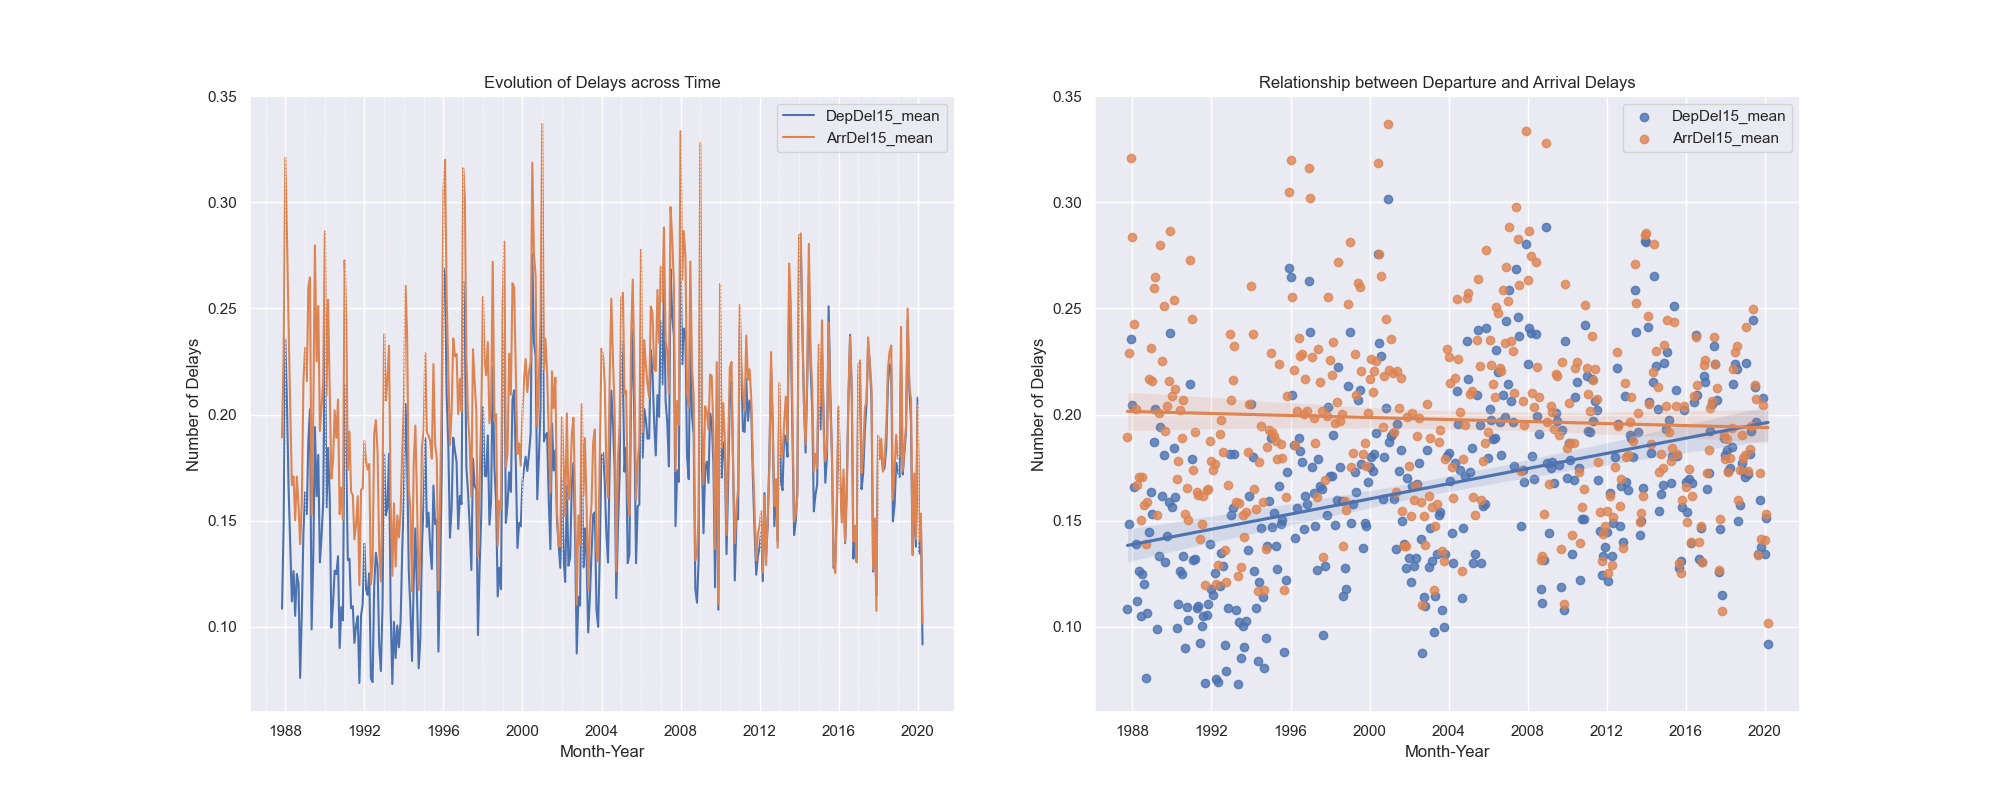 Evolution of Delays across Time
0.35
0.30
0.25
0.20
0.15
0.10
Number of Delays
DepDel15_mean
ArrDel15_mean
1988 1992 1996 2000 2004 2008 2012 2016 2020
Month-Year
Relationship between Departure and Arrival Delays
0.35
0.30
0.25
0.20
0.15
0.10
Number of Delays
DepDel15_mean
ArrDel15_mean
1988 1992 1996 2000 2004 2008 2012 2016 2020
Month-Year